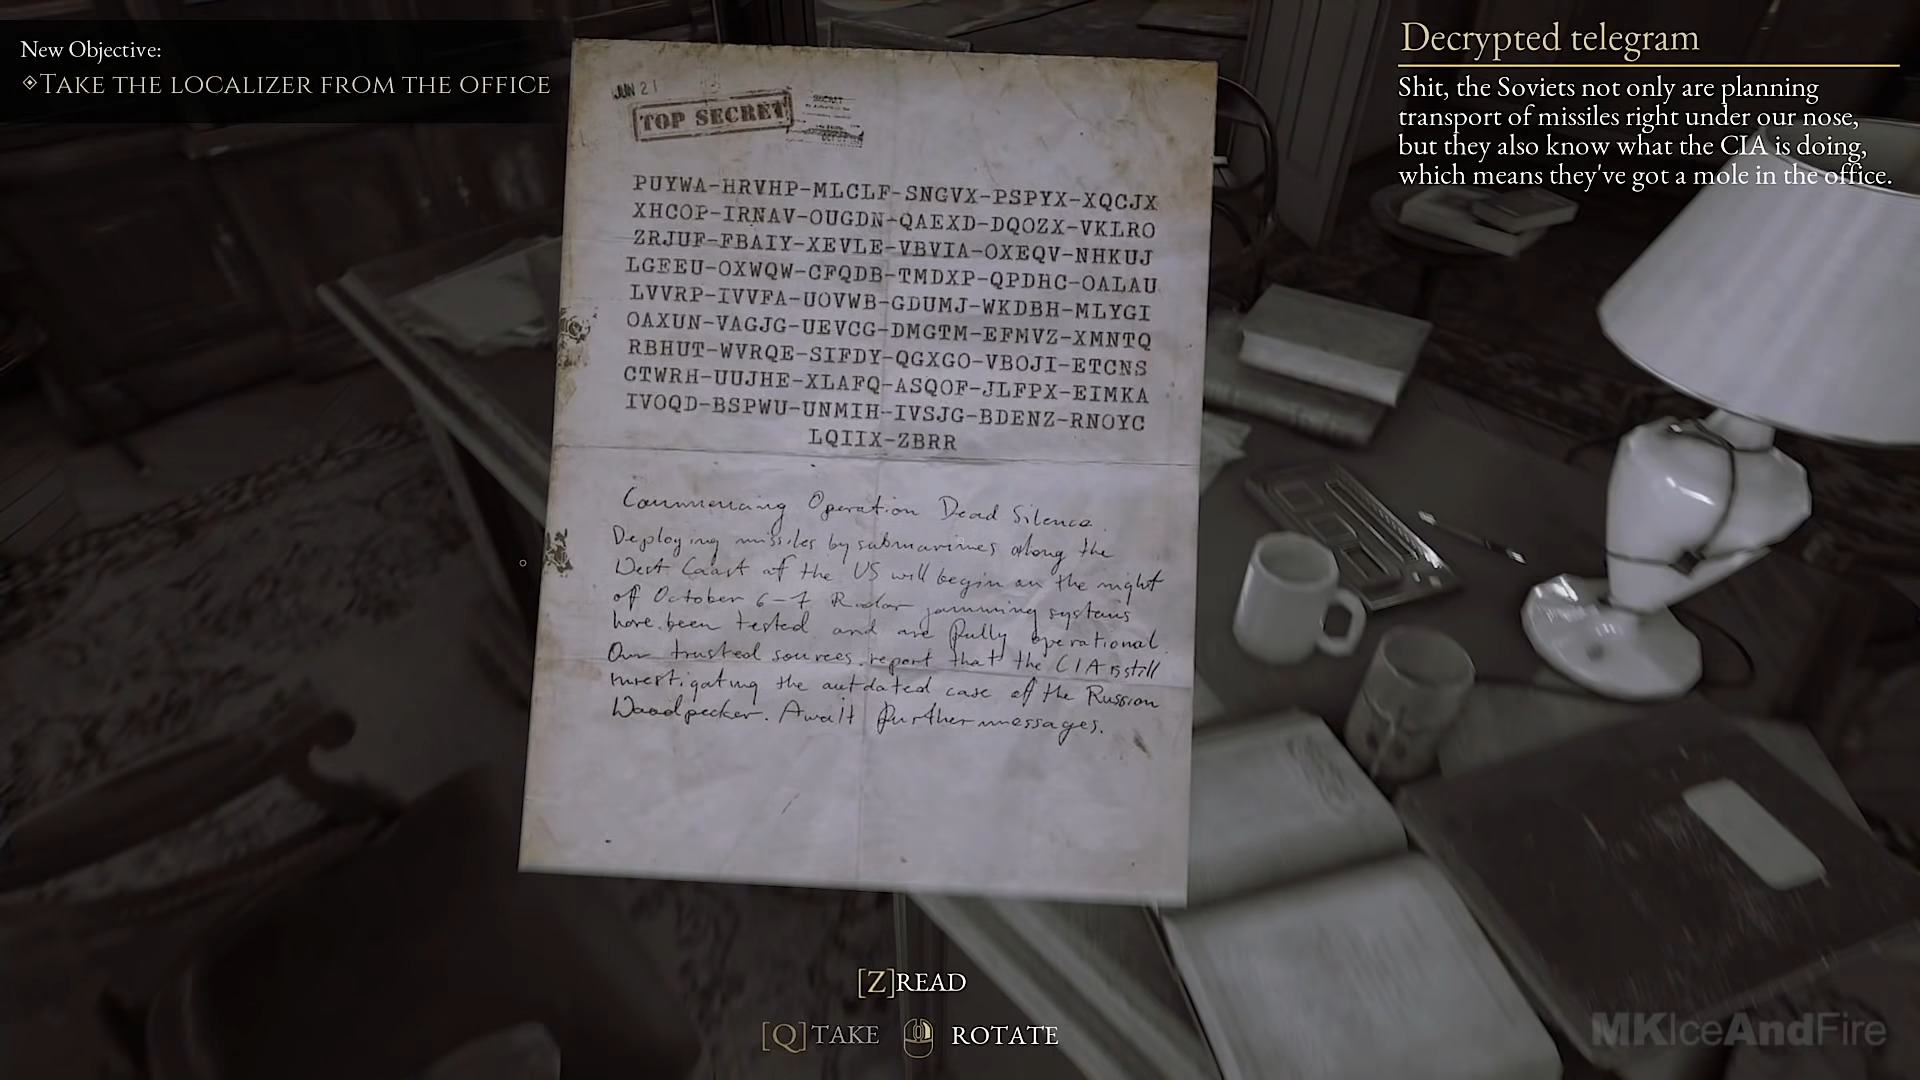 New Objective:
TAKE THE LOCALIZER FROM THE OFFICE
Decrypted telegram
Shit, the Soviets not only are planning
transport of missiles right under our nose,
but they also know what the CIA is doing,
which means they've got a mole in the office.
JUN 21
TOP SECRET
SECRET
PUYWA-HRVHP-MLCLF-SNGVX-PSPYX-XQCJX
XHCOP-IRNAV-OUGDN-QAEXD-DQOZX-VKLRO
ZRJUF-FBAIY-XEVLE-VBVIA-OXEQV-NHKUJ
LGEEU-OXWQW-CFQDB-TMDXP-QPDHC-OALAU
LVVRP-IVVFA-UOVWB-GDUMJ-WKDBH-MLYGI
OAXUN-VAGJG-UEVCG-DMGTM-EFMVZ-XMNTQ
RBHUT-WVRQE-SIFDY-QGXGO-VBOJI-ETCNS
CTWRH-UUJHE-XLAFQ-ASQOF-JLFPX-EIMKA
IVOQD-BSPWU-UNMIH-IVSJG-BDENZ-RNOYC
LQIIX-ZBRR
Commencing Operation Dead Silence.
Deploying missiles by submarines along the
West Coast of the US will begin on the night
of October 6-7 Radar jamming systems
have been tested and are fully operational.
Our trusted sources report that the CIA is still
investigating the outdated case of the Russian
Woodpecker. Await further messages.
[Z]READ
[Q]TAKE ROTATE
MKIceAndFire